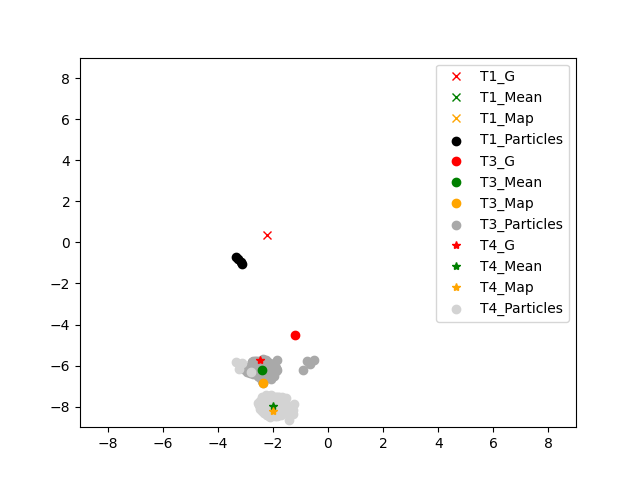 8
6
4
2
0
−2
−4
−6
−8
−8
−6
−4
−2
0
2
4
6
8
T1_G
T1_Mean
T1_Map
T1_Particles
T3_G
T3_Mean
T3_Map
T3_Particles
T4_G
T4_Mean
T4_Map
T4_Particles